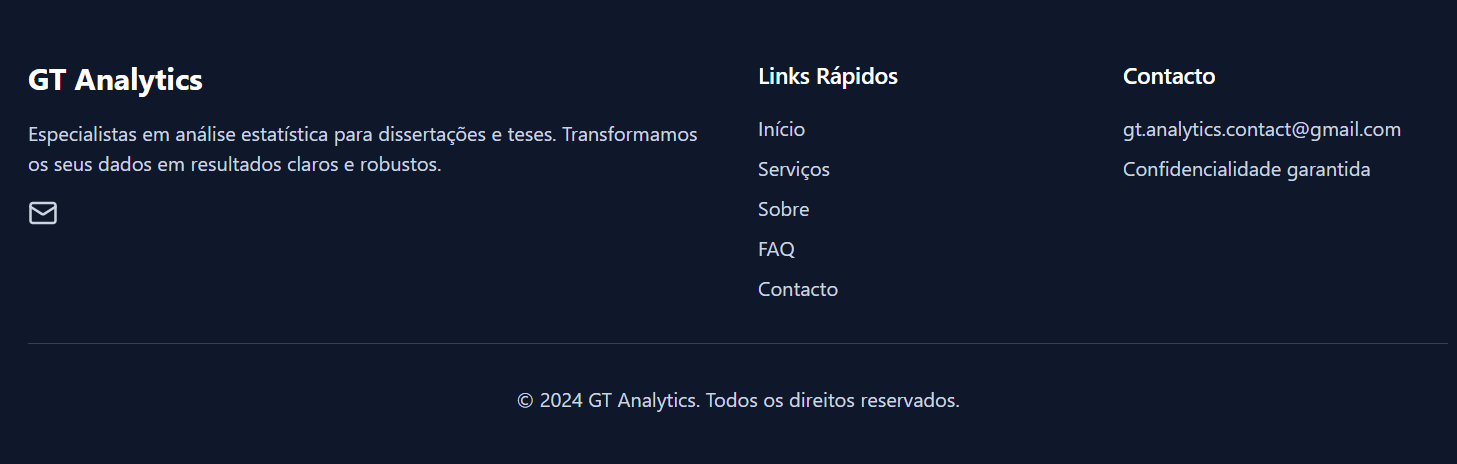 GT Analytics
Especialistas em análise estatística para dissertações e teses. Transformamos
os seus dados em resultados claros e robustos.
Links Rápidos
Início
Serviços
Sobre
FAQ
Contacto
Contacto
gt.analytics.contact@gmail.com
Confidencialidade garantida
© 2024 GT Analytics. Todos os direitos reservados.